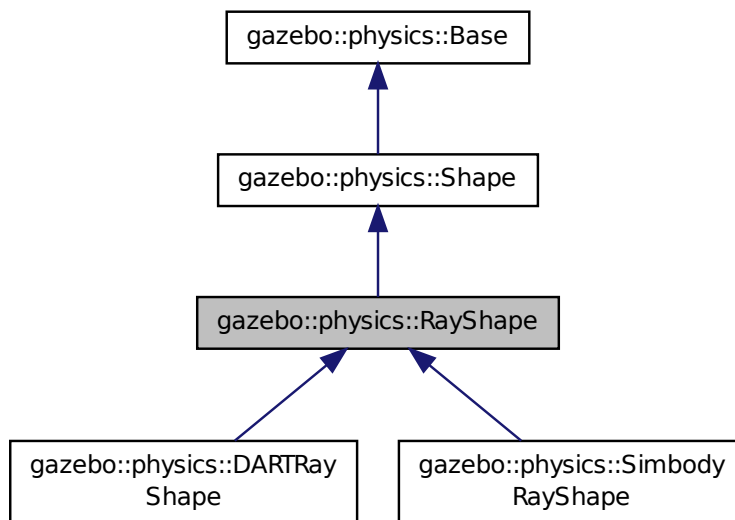 gazebo::physics::Base
gazebo::physics::Shape
gazebo::physics::RayShape
gazebo::physics::DARTRay
Shape
gazebo::physics::Simbody
RayShape